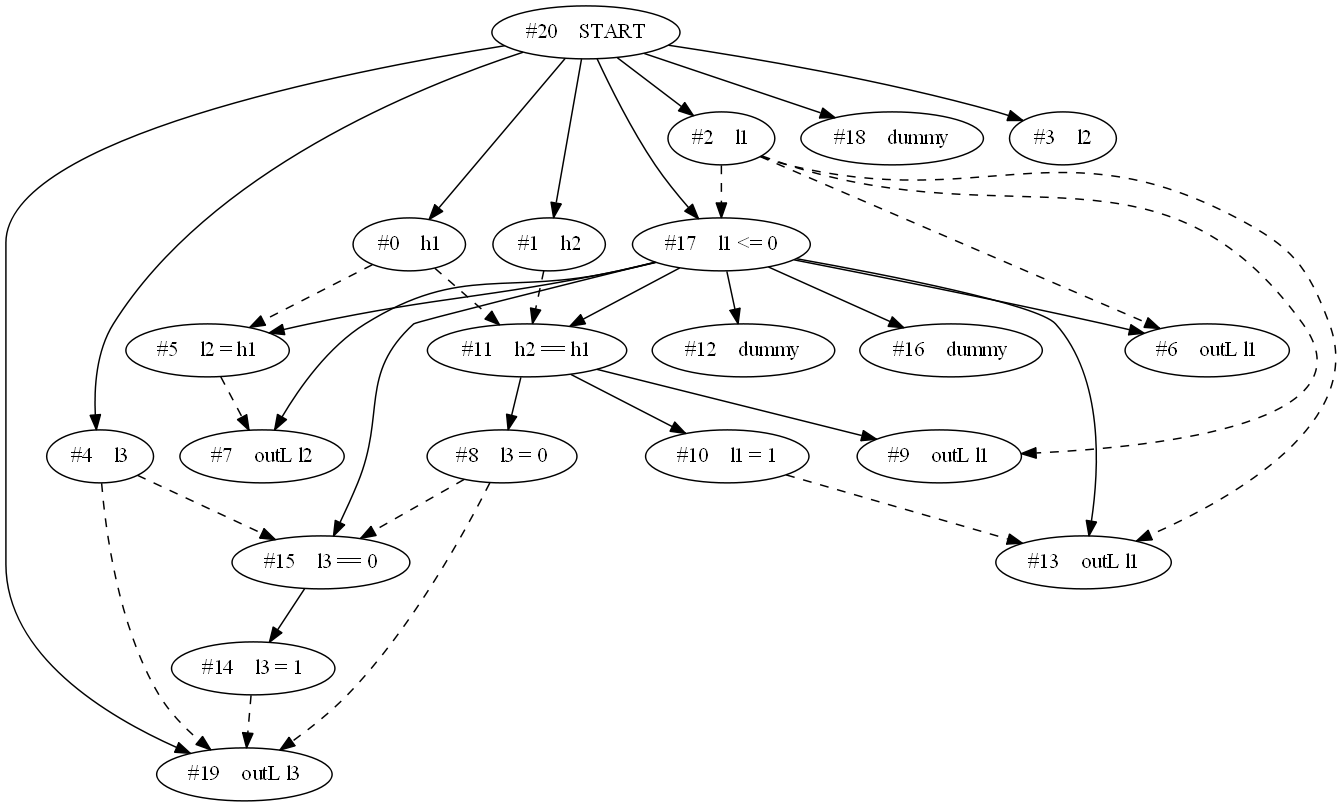 #20 START
#2 l1
#18 dummy
#3 l2
#0 h1
#1 h2
#17 l1 <= 0
#5 l2 = h1
#11 h2 == h1
#12 dummy
#16 dummy
#6 outL l1
#4 l3
#7 outL l2
#8 l3 = 0
#10 l1 = 1
#9 outL l1
#15 l3 == 0
#13 outL l1
#14 l3 = 1
#19 outL l3